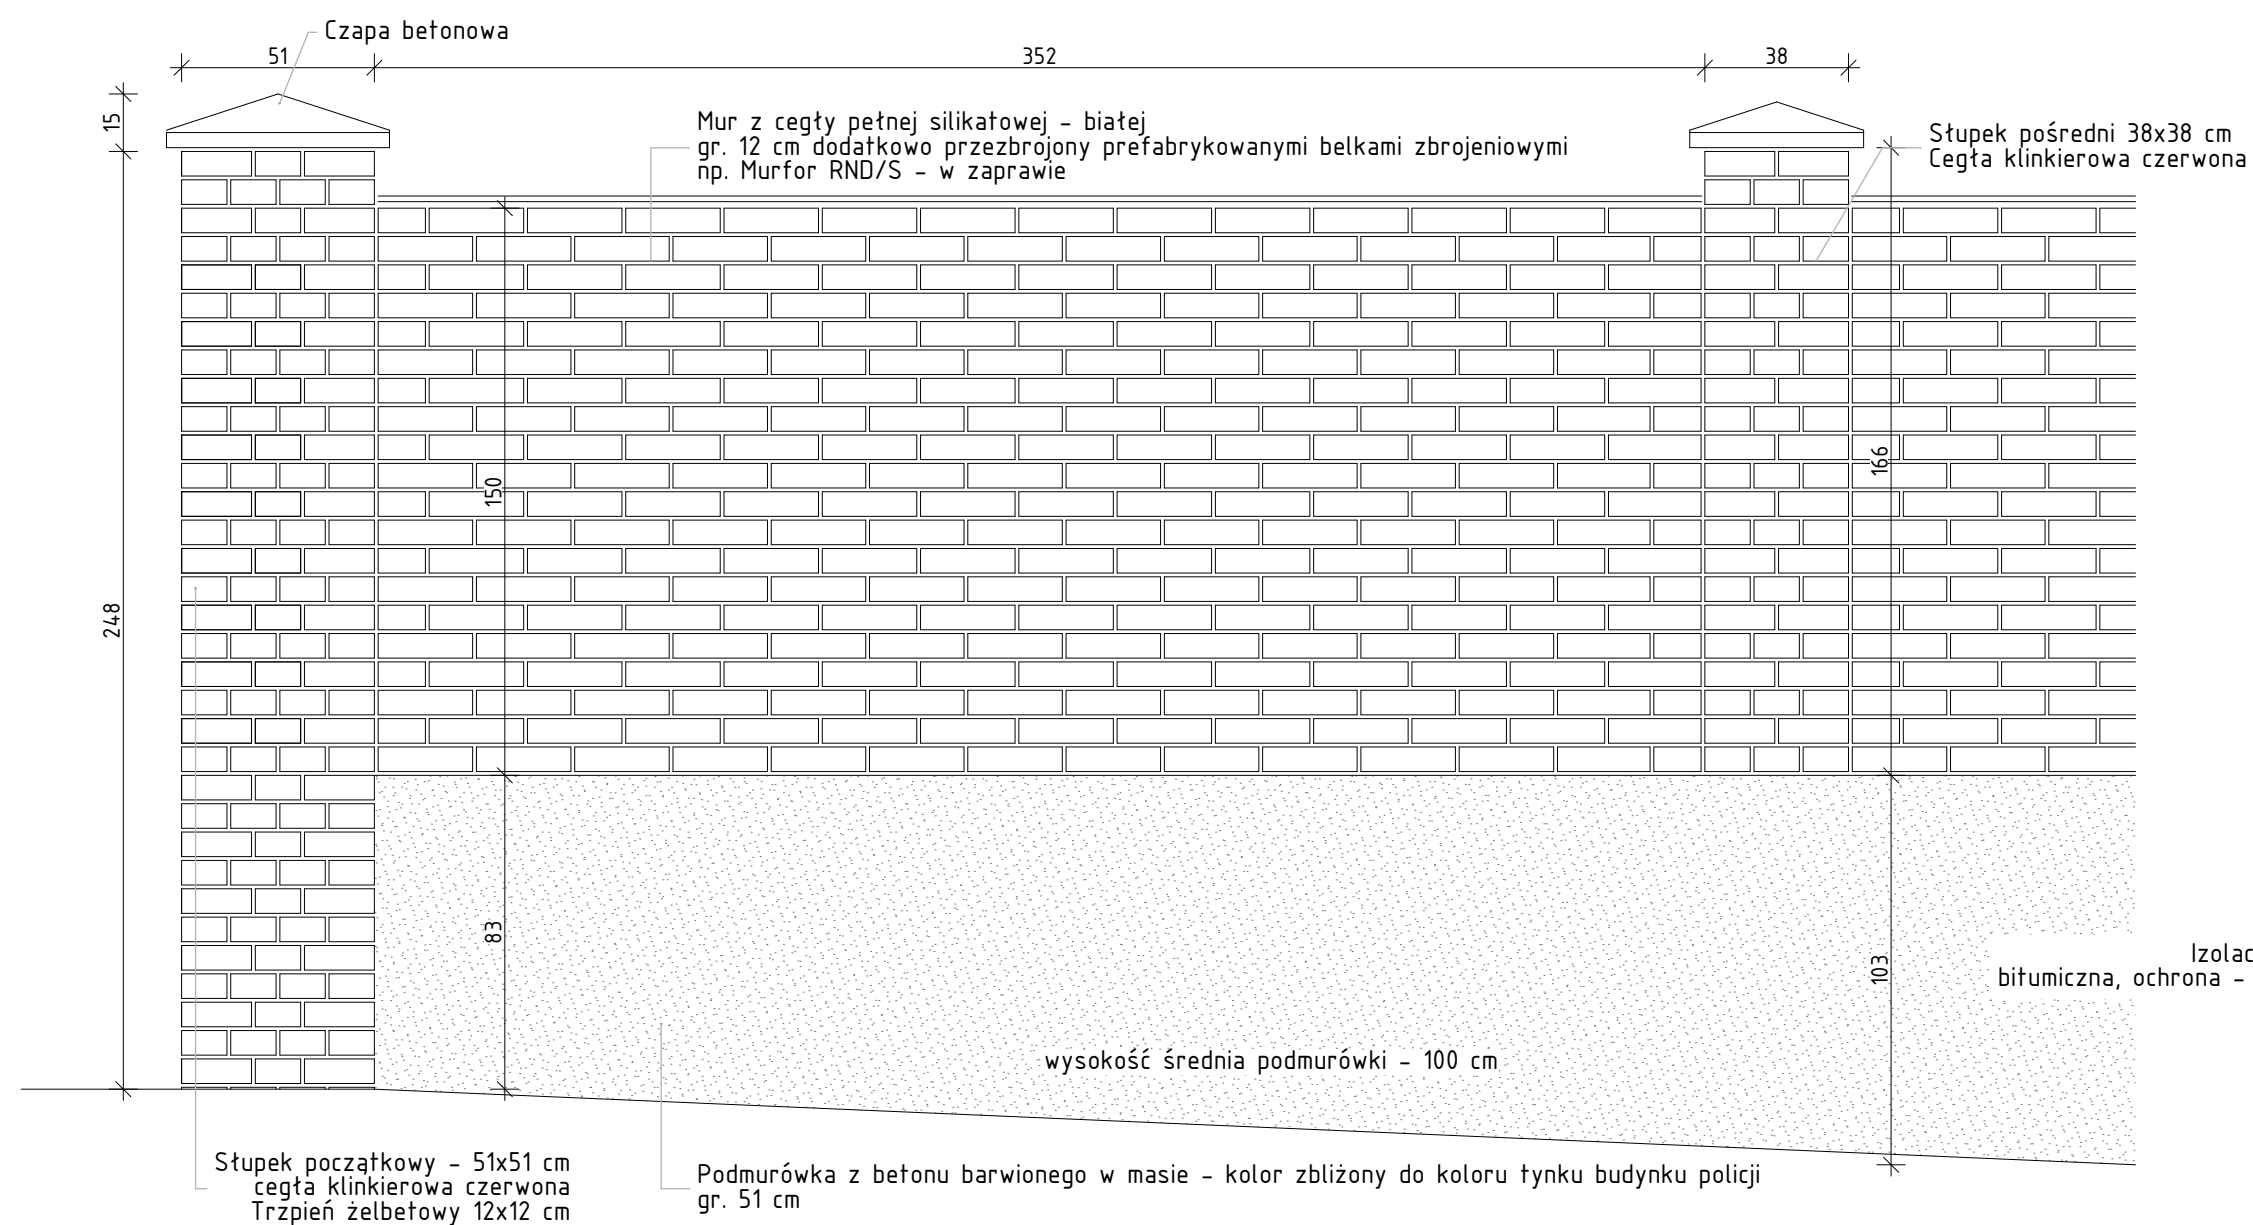 Czapa betonowa
51
352
38
15
Mur z cegły pełnej silikatowej - białej
gr. 12 cm dodatkowo przezbrojony prefabrykowanymi belkami zbrojeniowymi
np. Murfor RND/S - w zaprawie
Słupek pośredni 38x38 cm
Cegła klinkierowa czerwona
166
150
248
83
103
Izolac
bitumiczna, ochrona -
wysokość średnia podmurówki - 100 cm
Słupek początkowy - 51x51 cm
cegła klinkierowa czerwona
Trzpień żelbetowy 12x12 cm
Podmurówka z betonu barwionego w masie - kolor zbliżony do koloru tynku budynku policji
gr. 51 cm